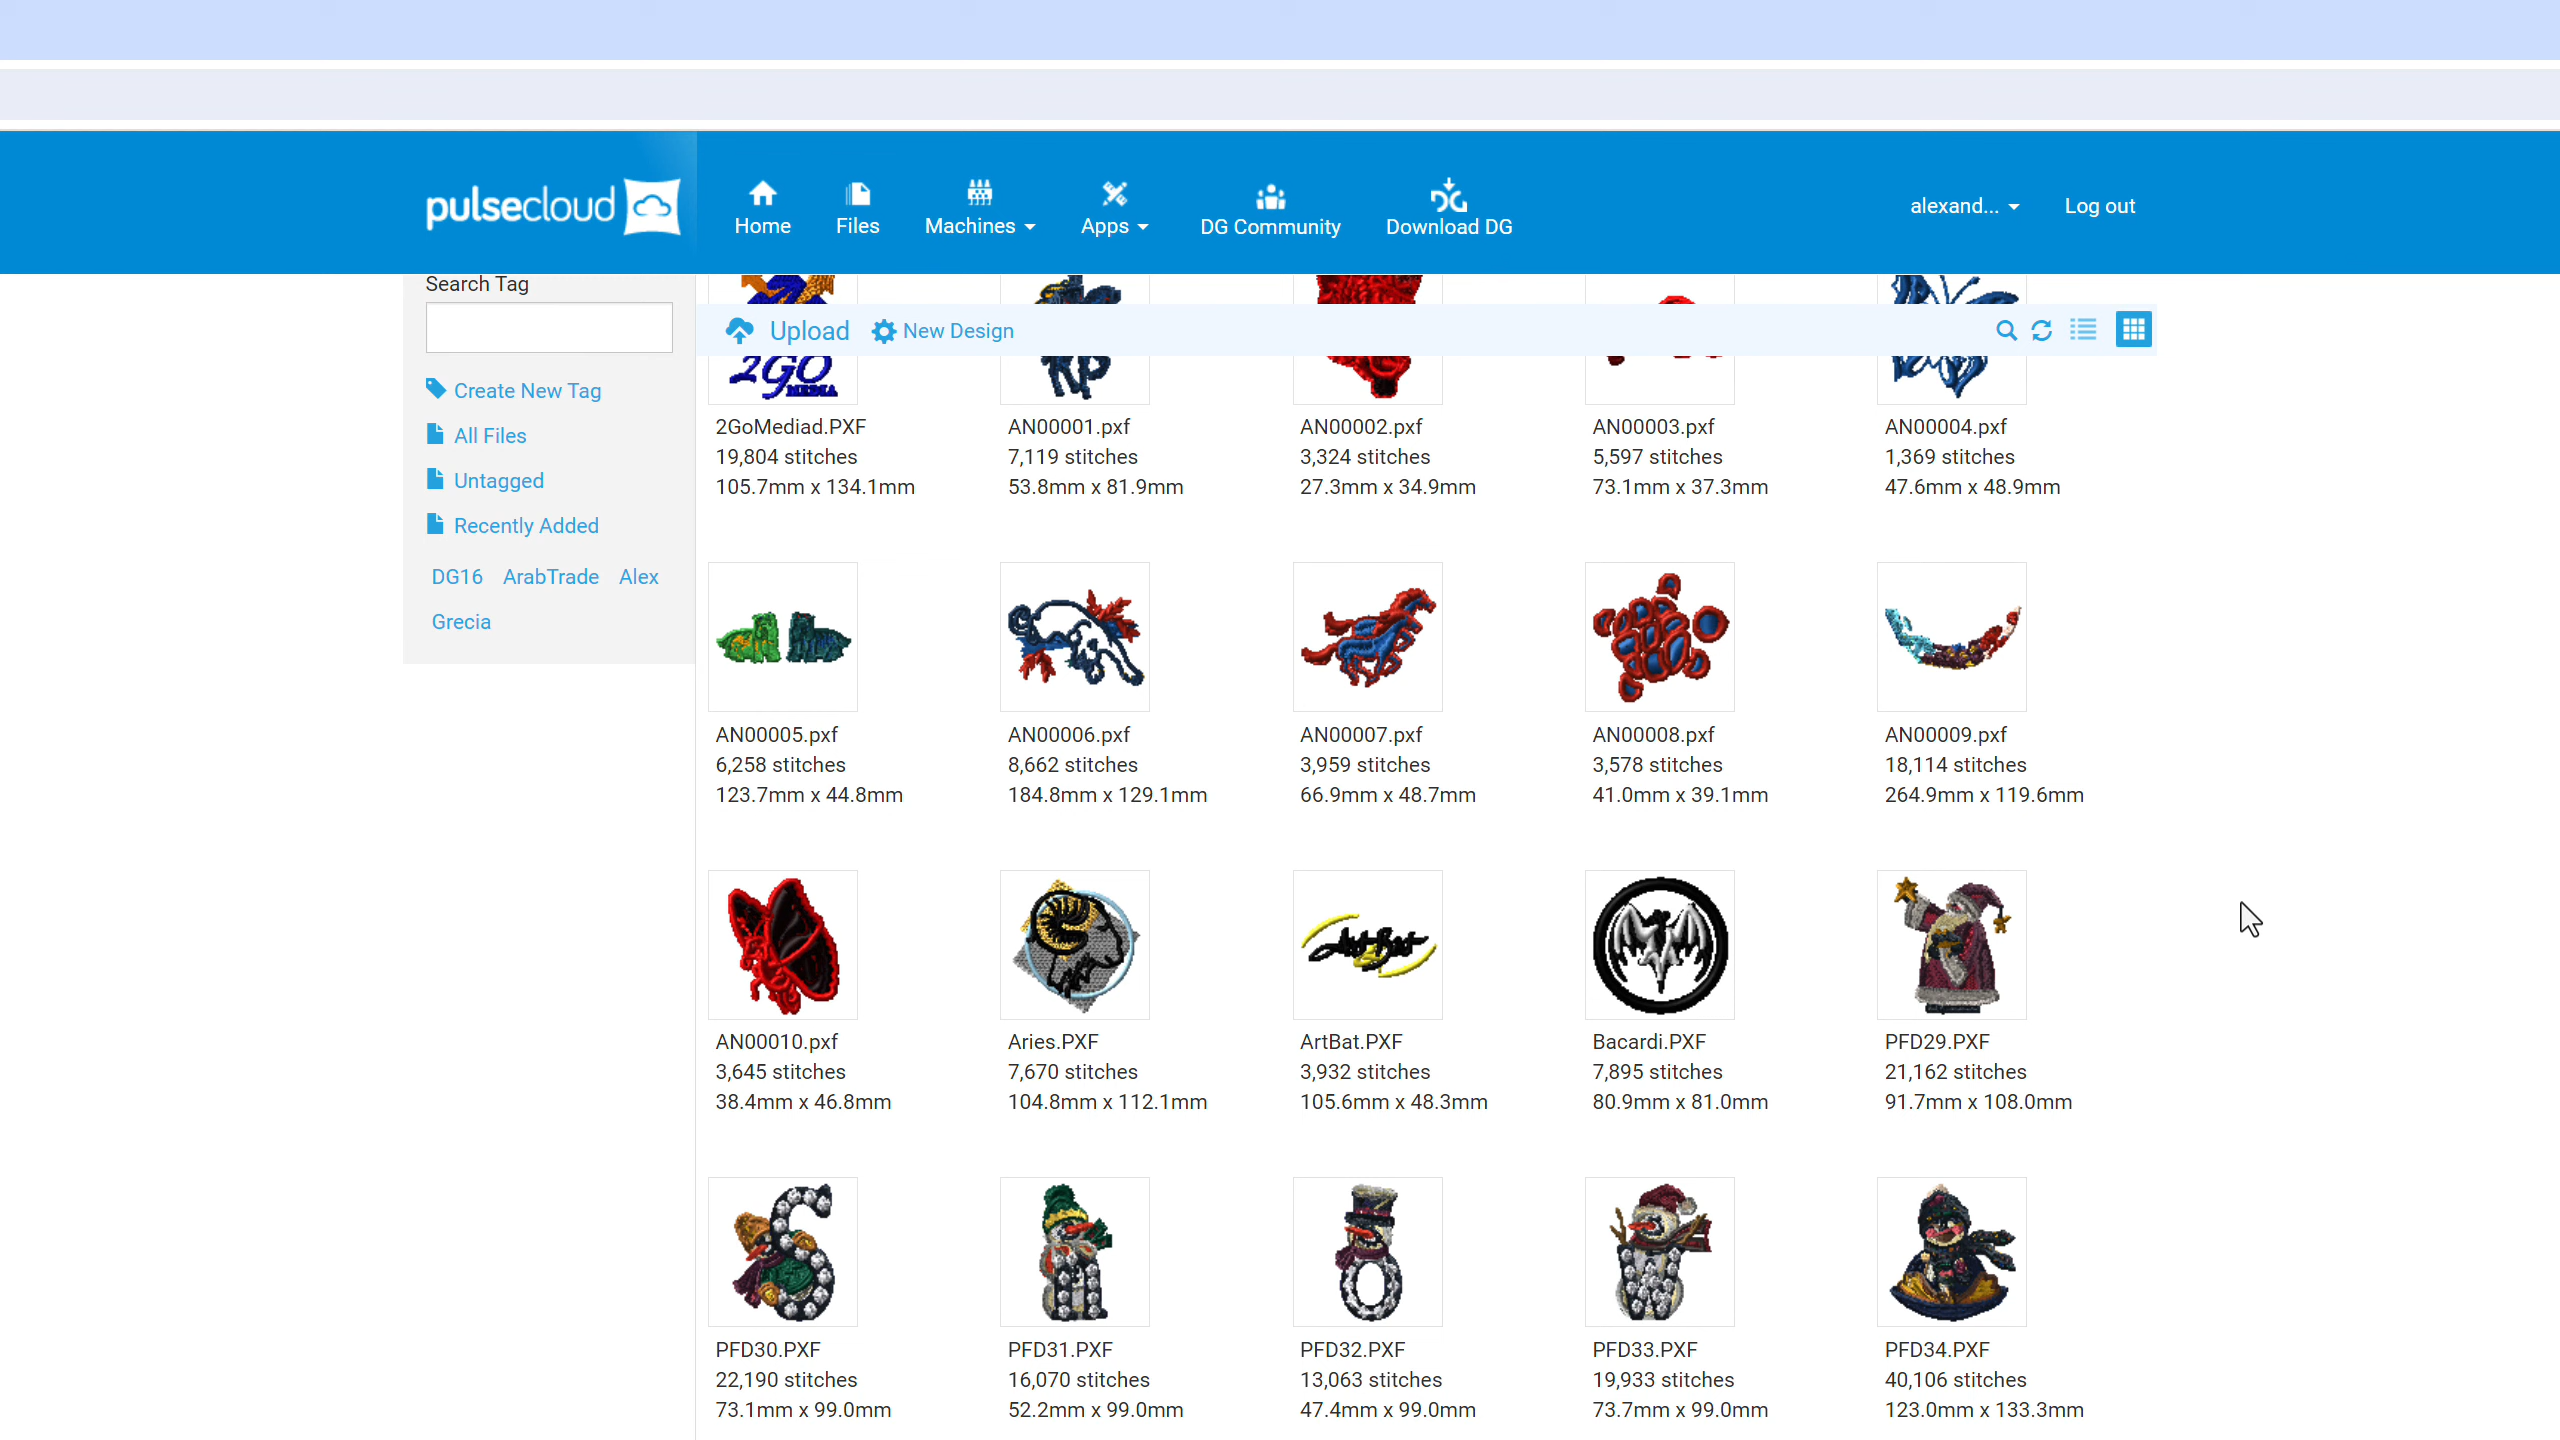 pulsecloud
Home Files Machines Apps DG Community Download DG alexand... Log out
Search Tag
Upload New Design
Create New Tag
All Files
Untagged
Recently Added
DG16 ArabTrade Alex
Grecia
2GO
MEDIA
2GoMediad.PXF
19,804 stitches
105.7mm x 134.1mm
AN00001.pxf
7,119 stitches
53.8mm x 81.9mm
AN00002.pxf
3,324 stitches
27.3mm x 34.9mm
AN00003.pxf
5,597 stitches
73.1mm x 37.3mm
AN00004.pxf
1,369 stitches
47.6mm x 48.9mm
AN00005.pxf
6,258 stitches
123.7mm x 44.8mm
AN00006.pxf
8,662 stitches
184.8mm x 129.1mm
AN00007.pxf
3,959 stitches
66.9mm x 48.7mm
AN00008.pxf
3,578 stitches
41.0mm x 39.1mm
AN00009.pxf
18,114 stitches
264.9mm x 119.6mm
AN00010.pxf
3,645 stitches
38.4mm x 46.8mm
Aries.PXF
7,670 stitches
104.8mm x 112.1mm
Art-Bat
ArtBat.PXF
3,932 stitches
105.6mm x 48.3mm
Bacardi.PXF
7,895 stitches
80.9mm x 81.0mm
PFD29.PXF
21,162 stitches
91.7mm x 108.0mm
PFD30.PXF
22,190 stitches
73.1mm x 99.0mm
PFD31.PXF
16,070 stitches
52.2mm x 99.0mm
PFD32.PXF
13,063 stitches
47.4mm x 99.0mm
PFD33.PXF
19,933 stitches
73.7mm x 99.0mm
PFD34.PXF
40,106 stitches
123.0mm x 133.3mm